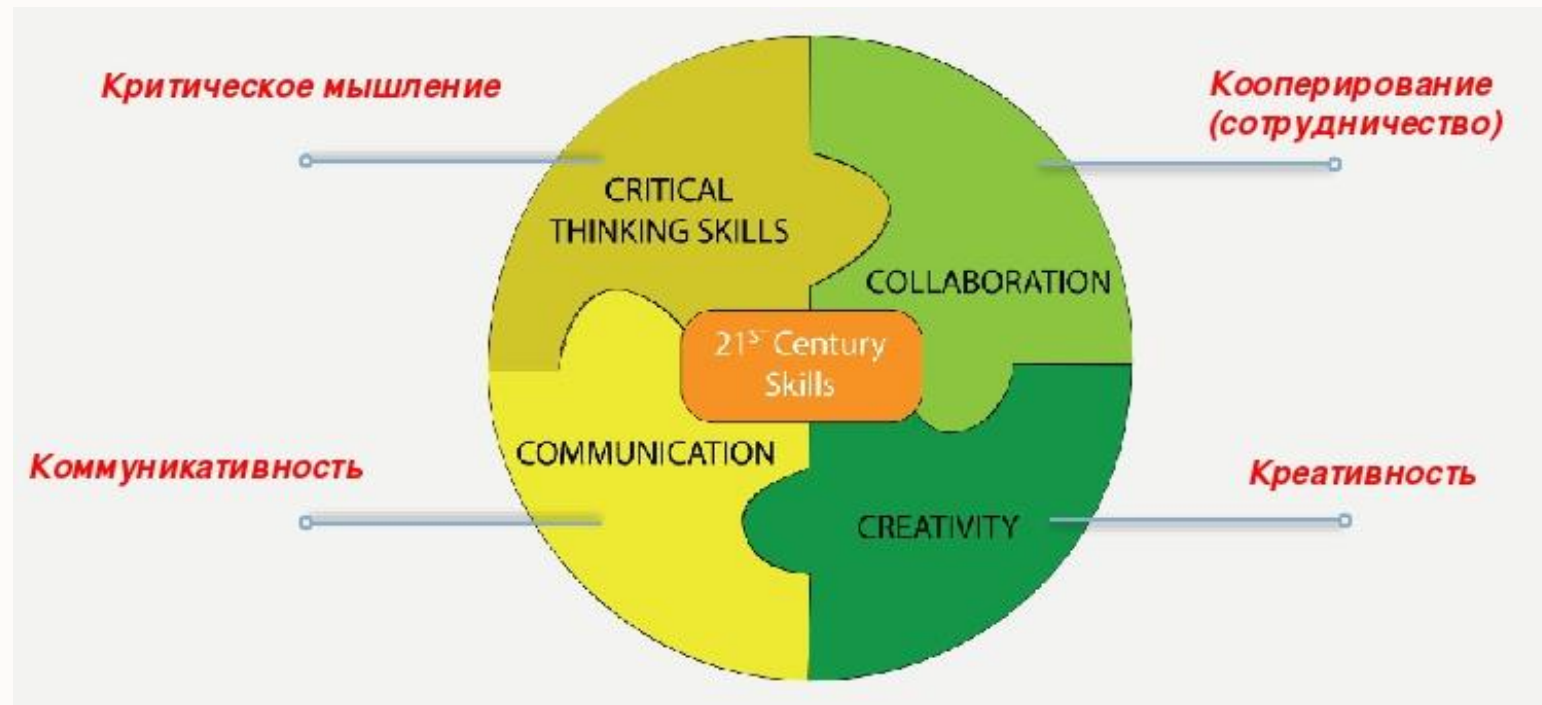 Критическое мышление
Кооперирование
(сотрудничество)
CRITICAL
THINKING SKILLS
COLLABORATION
21ST Century
Skills
COMMUNICATION
Коммуникативность
Креативность
CREATIVITY